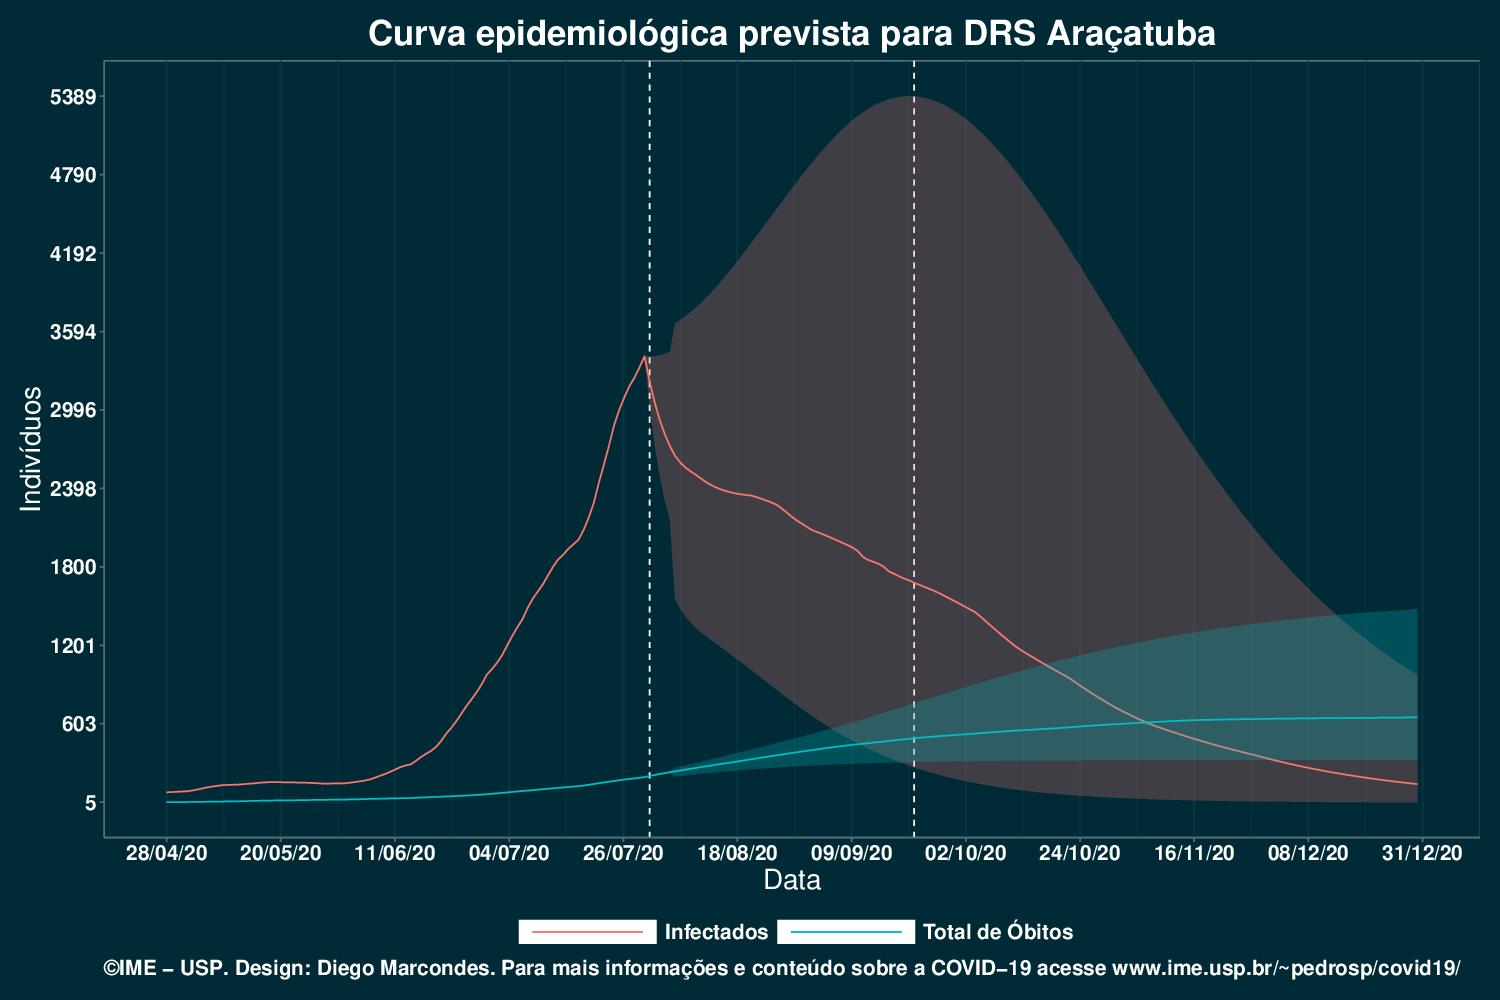 Curva epidemiológica prevista para DRS Araçatuba
5389
4790
4192
3594
2996
2398
1800
1201
603
5
Indivíduos
28/04/20 20/05/20 11/06/20 04/07/20 26/07/20 18/08/20 09/09/20 02/10/20 24/10/20 16/11/20 08/12/20 31/12/20
Data
Infectados Total de Óbitos
©IME – USP. Design: Diego Marcondes. Para mais informações e conteúdo sobre a COVID–19 acesse www.ime.usp.br/~pedrosp/covid19/